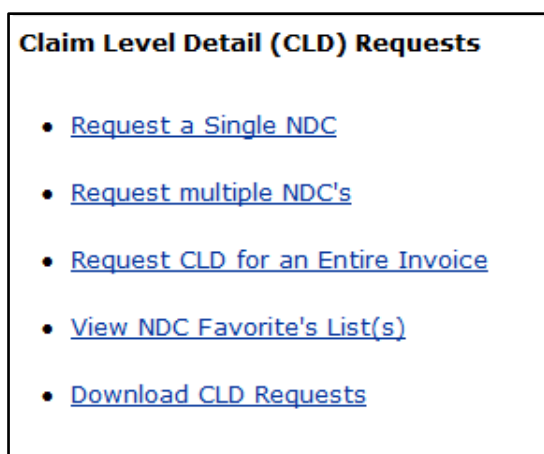 Claim Level Detail (CLD) Requests
• Request a Single NDC
• Request multiple NDC's
• Request CLD for an Entire Invoice
• View NDC Favorite's List(s)
• Download CLD Requests